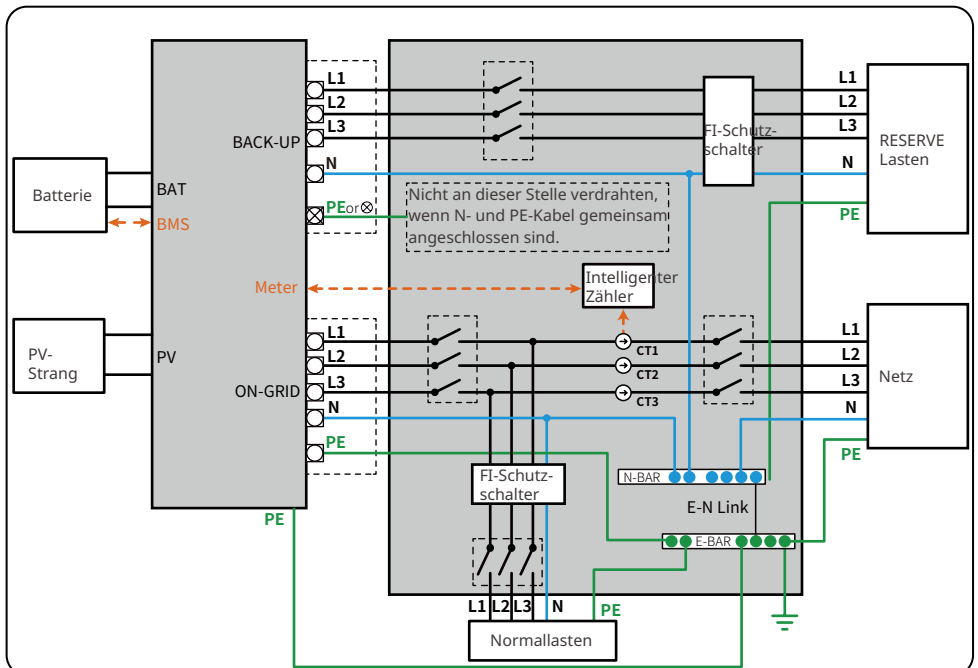 L1
L2
L3
N
PEor
BACK-UP
Batterie
BAT
BMS
Meter
PV-
Strang
PV
L1
L2
L3
N
PE
ON-GRID
PE
FI-Schutz-
schalter
Nicht an dieser Stelle verdrahten,
wenn N- und PE-Kabel gemeinsam
angeschlossen sind.
Intelligenter
Zähler
CT1
CT2
CT3
FI-Schutz-
schalter
N-BAR
E-N Link
E-BAR
L1
L2
L3
N
PE
Normallasten
L1
L2
L3
N
PE
RESERVE
Lasten
L1
L2
L3
N
PE
Netz